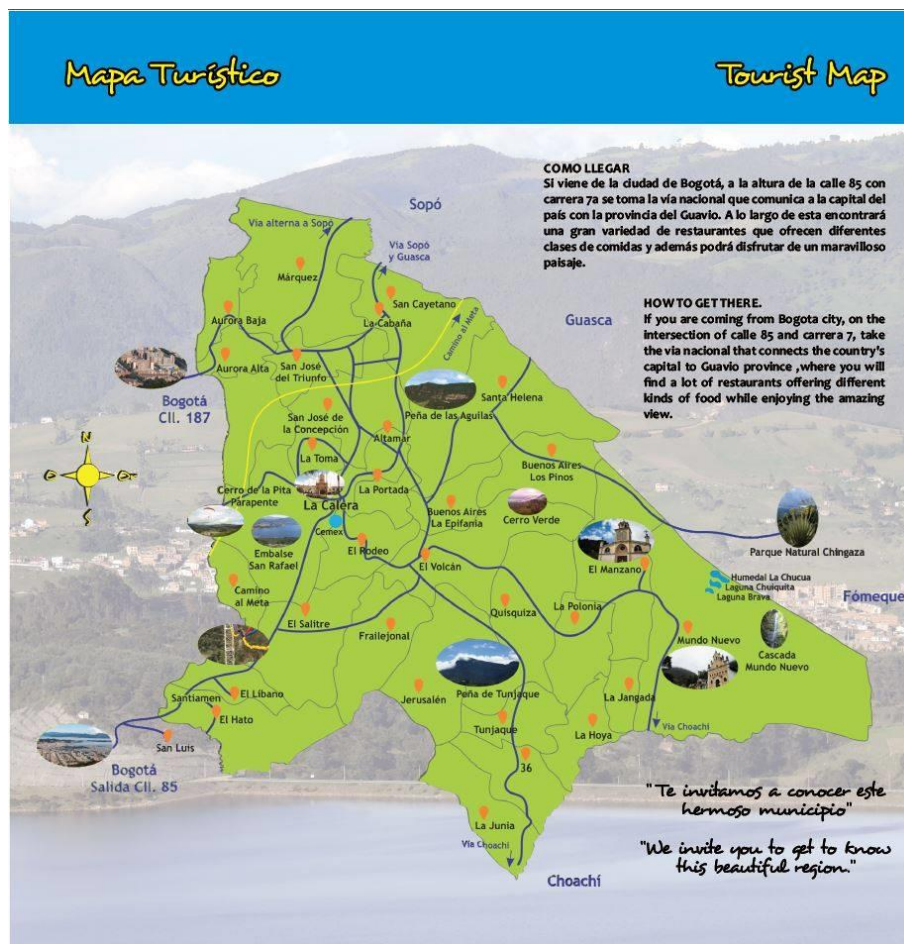 Mapa Turístico
Tourist Map
COMO LLEGAR
Si viene de la ciudad de Bogotá, a la altura de la calle 85 con
carrera 7a se toma la vía nacional que comunica a la capital del
país con la provincia del Guavio. A lo largo de esta encontrará
una gran variedad de restaurantes que ofrecen diferentes
clases de comidas y además podrá disfrutar de un maravilloso
paisaje.
HOW TO GET THERE.
If you are coming from Bogota city, on the
intersection of calle 85 and carrera 7, take
the via nacional that connects the country's
capital to Guavio province ,where you will
find a lot of restaurants offering different
kinds of food while enjoying the amazing
view.
Sopó
Vía alterna a Sopó
Vía Sopó
y Guasca
Márquez
San Cayetano
La Cabaña
Aurora Baja
Guasca
Camino al Meta
Aurora Alta
San José
del Triunfo
Bogotá
Cll. 187
Peña de las Aguilas
Santa Helena
San José de
la Concepción
Altamar
La Toma
N
O
O
S
Buenos Aires
Los Pinos
Cerro de la Pita
Parapente
La Portada
La Calera
Cemex
Buenos Aires
La Epifanía
Cerro Verde
Embalse
San Rafael
El Rodeo
El Volcán
El Manzano
Parque Natural Chingaza
Humedal La Chucua
Laguna Chuiquita
Laguna Brava
Fómeque
Camino
al Meta
El Salitre
Frailejonal
Quisquiza
La Polonia
Mundo Nuevo
Cascada
Mundo Nuevo
Peña de Tunjaque
Santiamen
El Líbano
Jerusalén
La Jangada
El Hato
Tunjaque
La Hoya
Vía Choachí
San Luis
Bogotá
Salida Cll. 85
36
La Junia
Vía Choachí
Choachí
"Te invitamos a conocer este
hermoso municipio"
"We invite you to get to know
this beautiful region."